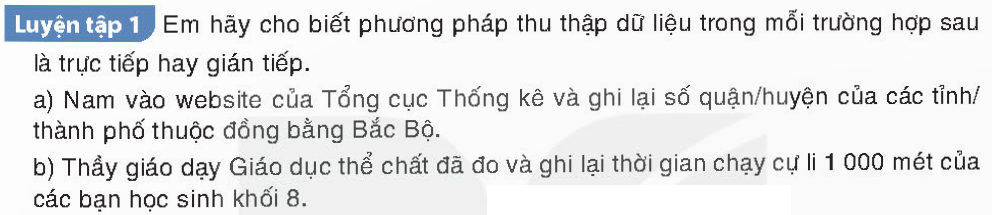 Luyện tập 1 Em hãy cho biết phương pháp thu thập dữ liệu trong mỗi trường hợp sau
là trực tiếp hay gián tiếp.
a) Nam vào website của Tổng cục Thống kê và ghi lại số quận/huyện của các tỉnh/
thành phố thuộc đồng bằng Bắc Bộ.
b) Thầy giáo dạy Giáo dục thể chất đã đo và ghi lại thời gian chạy cự li 1 000 mét của
các bạn học sinh khối 8.